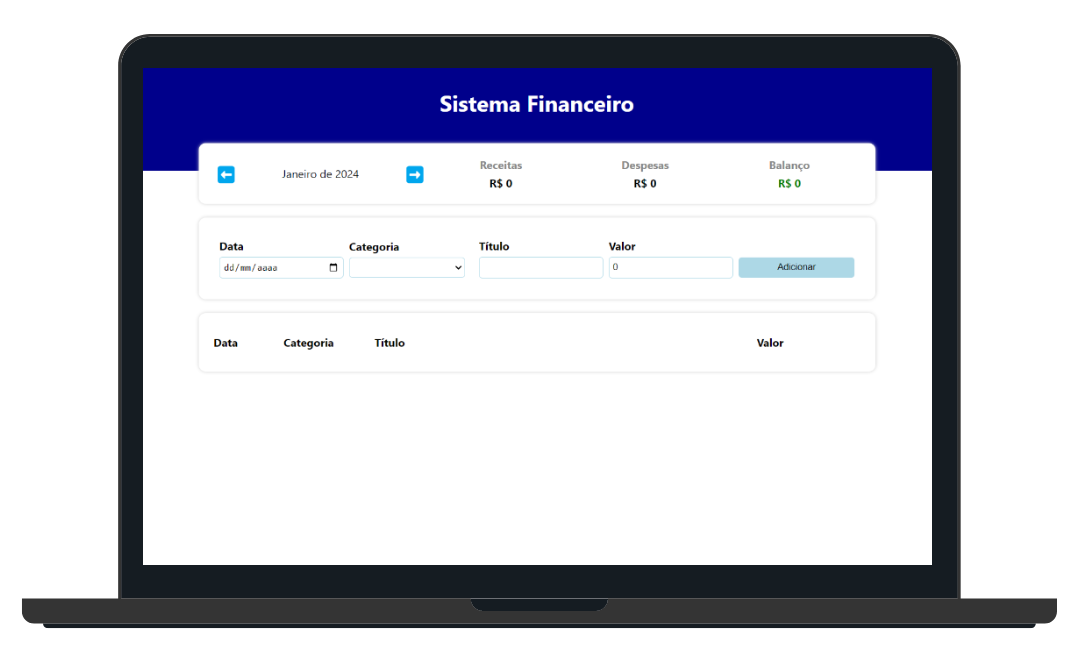 Sistema Financeiro
⬅ Janeiro de 2024 ➡
Receitas Despesas Balanço
R$ 0 R$ 0 R$ 0
Data Categoria Título Valor
dd/mm/aaaa 0 Adicionar
Data Categoria Título Valor